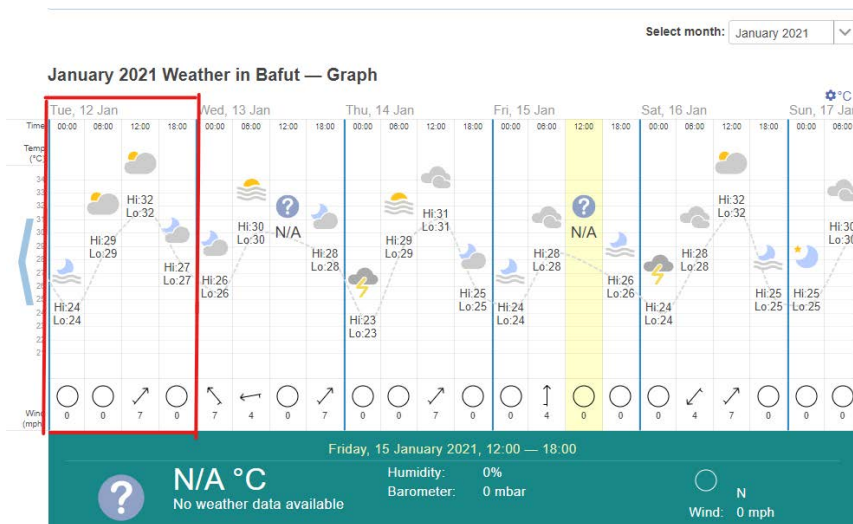 Select month: January 2021
January 2021 Weather in Bafut — Graph
°C
Tue, 12 Jan Wed, 13 Jan Thu, 14 Jan Fri, 15 Jan Sat, 16 Jan Sun, 17 Jan
Time 00:00 06:00 12:00 18:00 00:00 06:00 12:00 18:00 00:00 06:00 12:00 18:00 00:00 06:00 12:00 18:00 00:00 06:00 12:00 18:00 00:00 06:00
Temp
(°C)
Hi:24
Lo:24
Hi:29
Lo:29
Hi:32
Lo:32
Hi:27
Lo:27
Hi:26
Lo:26
Hi:30
Lo:30
N/A
Hi:28
Lo:28
Hi:23
Lo:23
Hi:29
Lo:29
Hi:31
Lo:31
Hi:25
Lo:25
Hi:24
Lo:24
Hi:28
Lo:28
N/A
Hi:26
Lo:26
Hi:24
Lo:24
Hi:28
Lo:28
Hi:32
Lo:32
Hi:25
Lo:25
Hi:25
Lo:25
Hi:30
Lo:30
Wind
(mph)
0 0 7 0 7 4 0 7 0 0 7 0 0 4 0 0 0 4 7 0 0 0
Friday, 15 January 2021, 12:00 — 18:00
N/A °C
No weather data available
Humidity: 0%
Barometer: 0 mbar
N
Wind: 0 mph